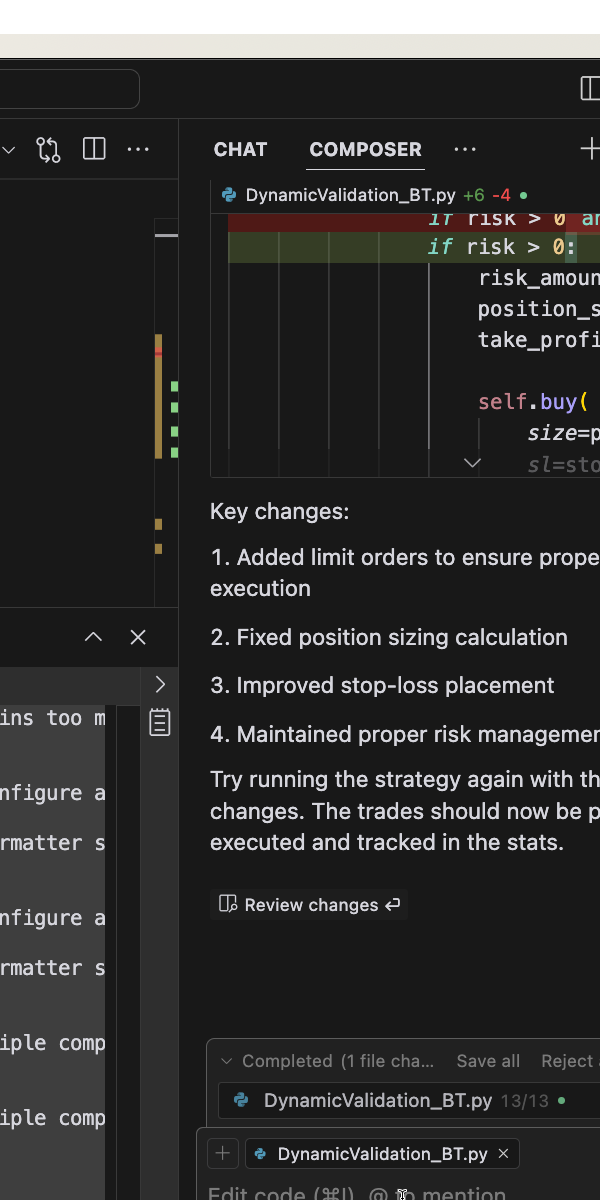 CHAT COMPOSER ...
DynamicValidation_BT.py +6 -4
if risk > 0
if risk > 0:
risk_amoun
position_s
take_profi
self.buy(
size=p
sl=sto
Key changes:
1. Added limit orders to ensure prope
execution
2. Fixed position sizing calculation
3. Improved stop-loss placement
4. Maintained proper risk managemen
Try running the strategy again with th
changes. The trades should now be p
executed and tracked in the stats.
Review changes
ins too m
nfigure a
rmatter s
nfigure a
rmatter s
iple comp
iple comp
Completed (1 file cha... Save all Reject
DynamicValidation_BT.py 13/13
DynamicValidation_BT.py ×
Edit code (⌘I), @ to mention